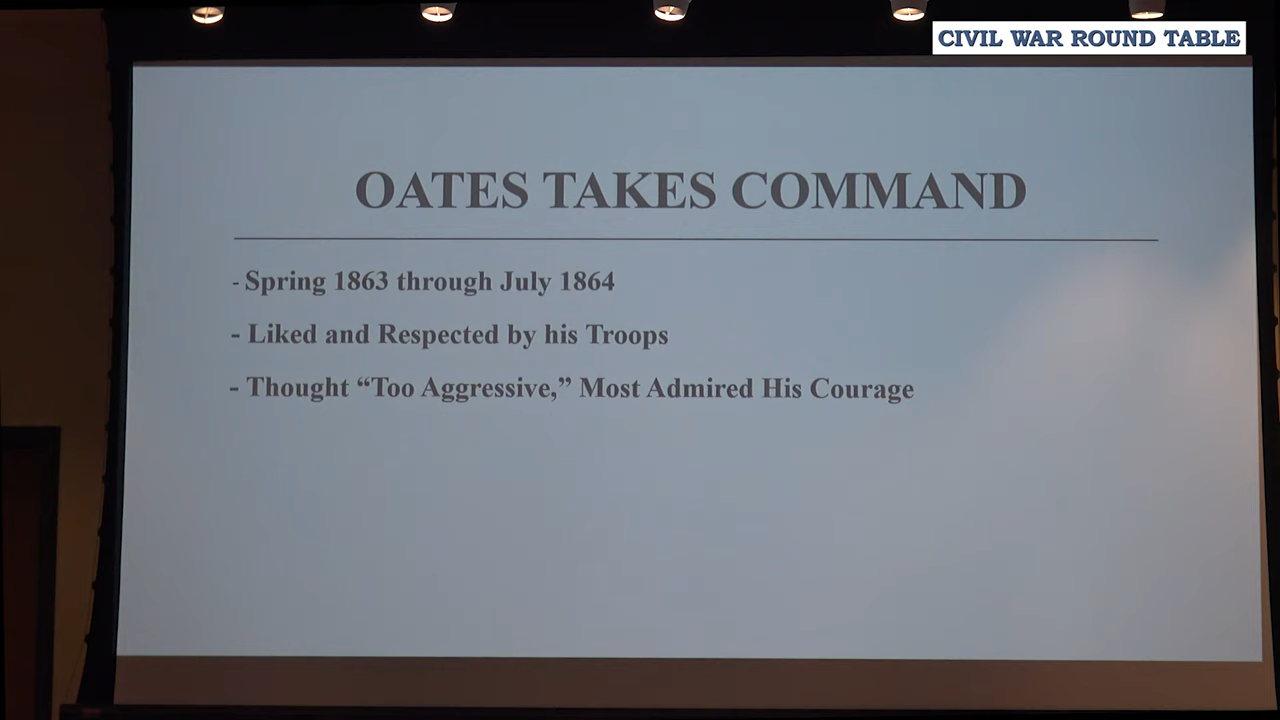 CIVIL WAR ROUND TABLE
OATES TAKES COMMAND
- Spring 1863 through July 1864
- Liked and Respected by his Troops
- Thought “Too Aggressive,” Most Admired His Courage